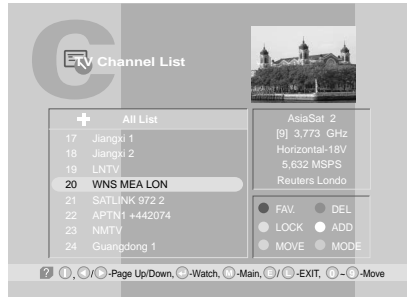 TV Channel List
All List
17 Jiangxi 1
18 Jiangxi 2
19 LNTV
20 WNS MEA LON
21 SATLINK 972 2
22 APTN1 +442074
23 NMTV
24 Guangdong 1
AsiaSat 2
[9] 3,773 GHz
Horizontal-18V
5,632 MSPS
Reuters Londo
FAV. DEL
LOCK ADD
MOVE MODE
? I, / -Page Up/Down, -Watch, M -Main, E / L -EXIT, 0 ~ 9 -Move